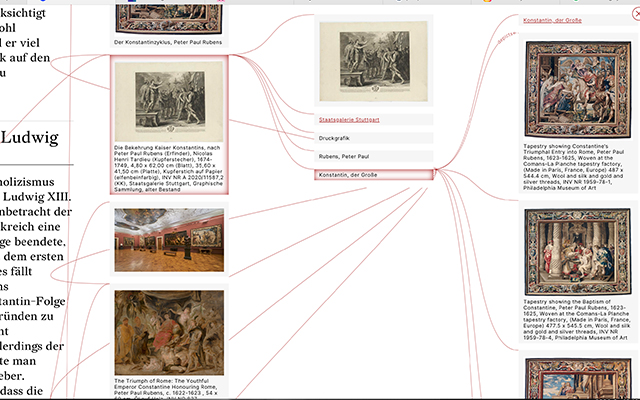 ksichtigt
ohl
l er viel
k auf den
u
Ludwig
nolizismus
Ludwig XIII.
nbetracht der
kreich eine
ge beendete,
dem ersten
es fällt
ns
tantin-Folge
ründen zu
ht
llerdings der
te man
eber.
dass die
Der Konstantinzyklus, Peter Paul Rubens
Die Bekehrung Kaiser Konstantins, nach
Peter Paul Rubens (Erfinder), Nicolas
Henri Tardieu (Kupferstecher), 1674-
1749, 4,80 x 62,00 cm (Blatt), 35,60 x
41,50 cm (Platte), Kupferstich auf Papier
(elfenbeinfarbig), INV NR A 2020/11587,2
(KK), Staatsgalerie Stuttgart, Graphische
Sammlung, alter Bestand
The Triumph of Rome: The Youthful
Emperor Constantine Honouring Rome,
Peter Paul Rubens, c. 1622-1623 , 54 x
Staatsgalerie Stuttgart
Druckgrafik
Rubens, Peter Paul
Konstantin, der Große
Konstantin, der Große
Tapestry showing Constantine's
Triumphal Entry into Rome, Peter Paul
Rubens, 1623-1625, Woven at the
Comans-La Planche tapestry factory,
(Made in Paris, France, Europe) 487 x
544.4 cm, Wool and silk and gold and
silver threads, INV NR 1959-78-1,
Philadelphia Museum of Art
Tapestry showing the Baptism of
Constantine, Peter Paul Rubens, 1623-
1625, Woven at the Comans-La Planche
tapestry factory, (Made in Paris, France,
Europe) 477.5 x 545.5 cm, Wool and silk
and gold and silver threads, INV NR
1959-78-4, Philadelphia Museum of Art